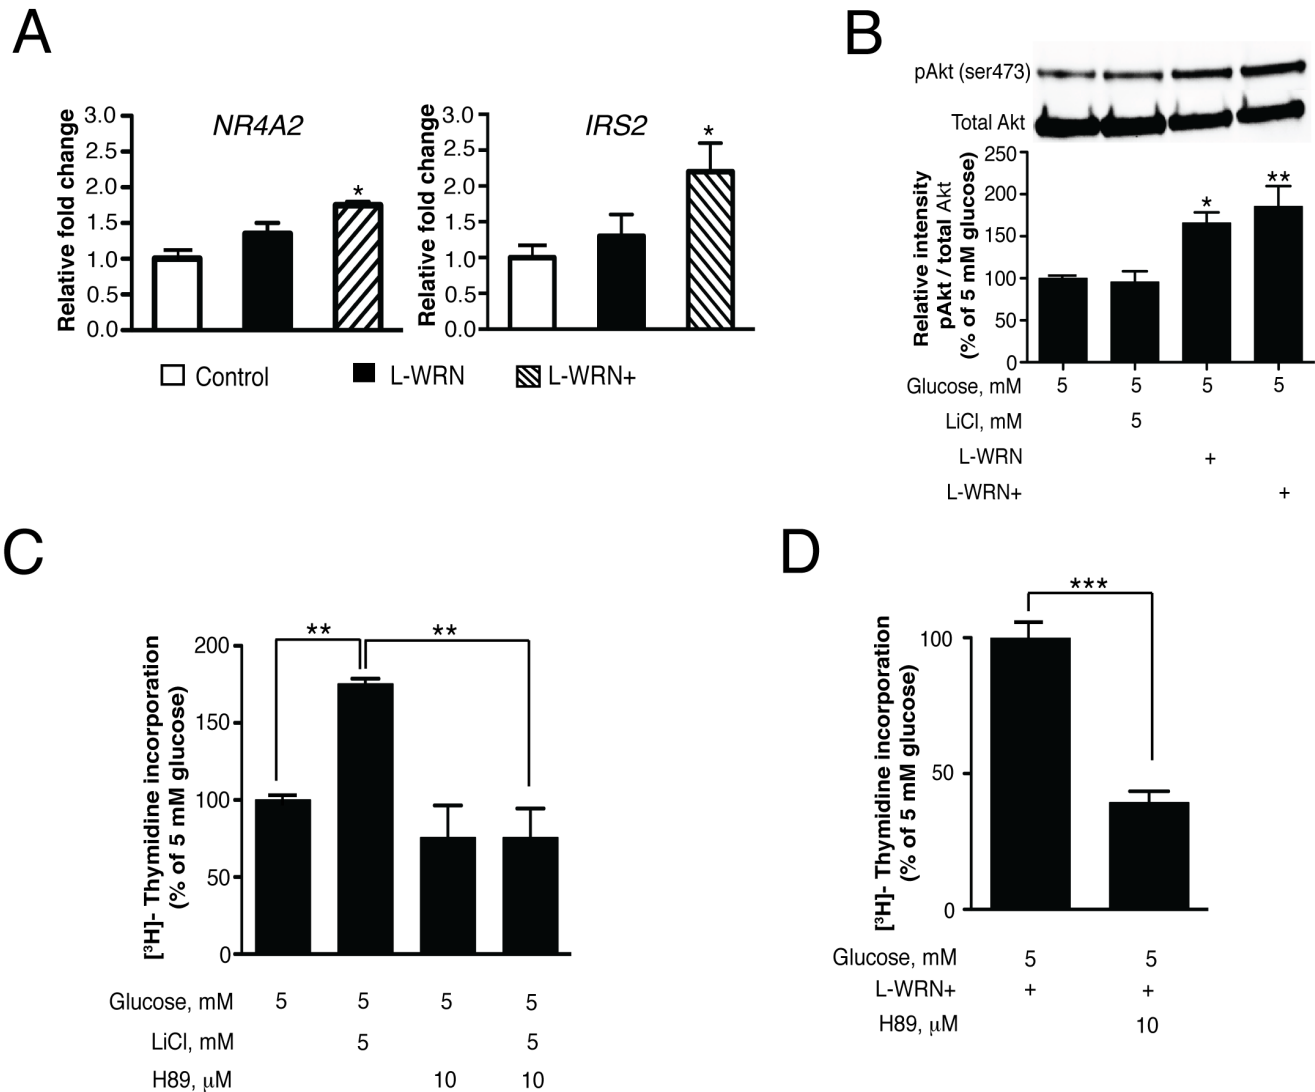 A
NR4A2
Relative fold change
3.0
2.5
2.0
1.5
1.0
0.5
0.0
*
IRS2
Relative fold change
3.0
2.5
2.0
1.5
1.0
0.5
0.0
*
Control
L-WRN
L-WRN+
B
pAkt (ser473)
Total Akt
Relative intensity
pAkt / total Akt
(% of 5 mM glucose)
250
200
150
100
50
0
*
**
Glucose, mM 5 5 5 5
LiCl, mM 5
L-WRN +
L-WRN+ +
C
[³H]- Thymidine incorporation
(% of 5 mM glucose)
200
150
100
50
0
** **
Glucose, mM 5 5 5 5
LiCl, mM 5 5
H89, μM 10 10
D
[³H]- Thymidine incorporation
(% of 5 mM glucose)
100
50
0
***
Glucose, mM 5 5
L-WRN+ + +
H89, μM 10